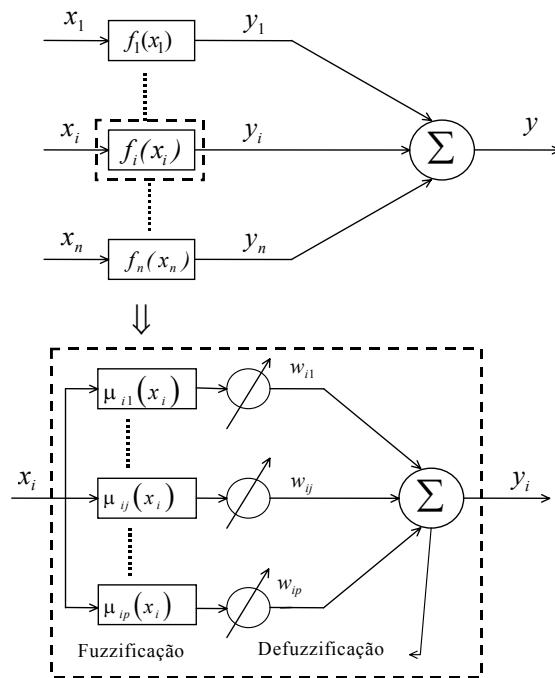 x₁ f₁(x₁) y₁
xᵢ fᵢ(xᵢ) yᵢ Σ y
xₙ fₙ(xₙ) yₙ
⇓
μᵢ₁(xᵢ) wᵢ₁
xᵢ μᵢⱼ(xᵢ) wᵢⱼ Σ yᵢ
μᵢₚ(xᵢ) wᵢₚ
Fuzzificação Defuzzificação